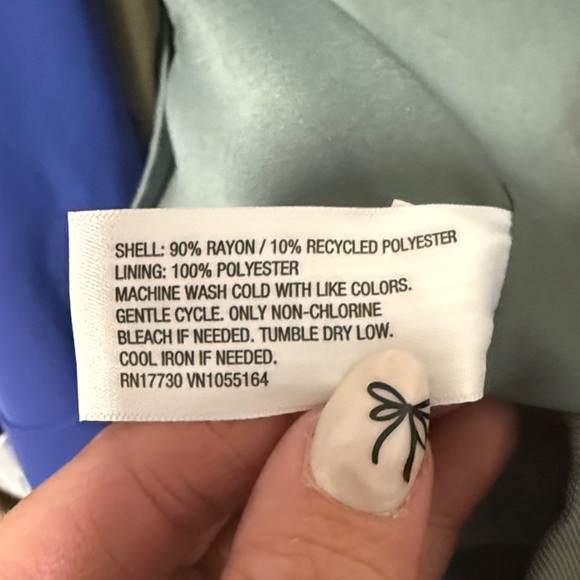 SHELL: 90% RAYON / 10% RECYCLED POLYESTER
LINING: 100% POLYESTER
MACHINE WASH COLD WITH LIKE COLORS.
GENTLE CYCLE. ONLY NON-CHLORINE
BLEACH IF NEEDED. TUMBLE DRY LOW.
COOL IRON IF NEEDED.
RN17730 VN1055164